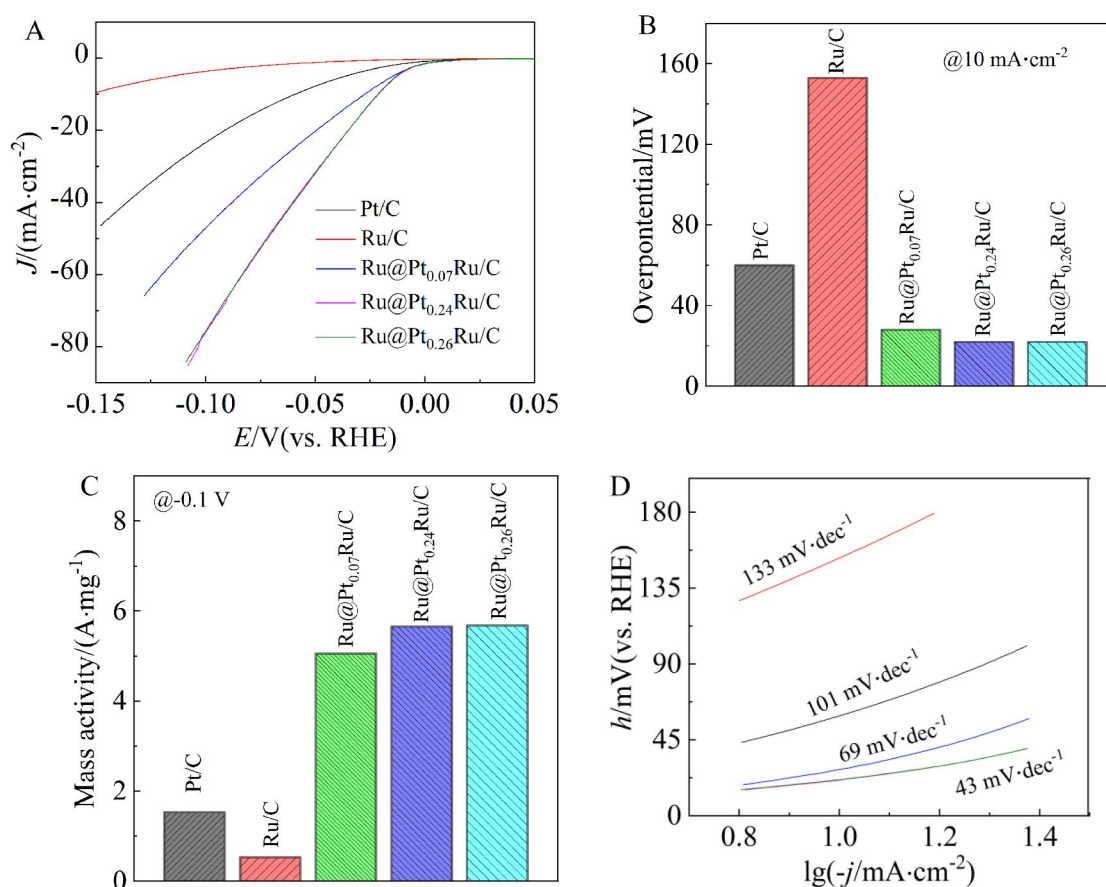 A
0
-20
-40
-60
-80
J/(mA·cm⁻²)
Pt/C
Ru/C
Ru@Pt₀.₀₇Ru/C
Ru@Pt₀.₂₄Ru/C
Ru@Pt₀.₂₆Ru/C
-0.15 -0.10 -0.05 0.00 0.05
E/V(vs. RHE)
B
@10 mA·cm⁻²
160
120
80
40
0
Overpontential/mV
Pt/C
Ru/C
Ru@Pt₀.₀₇Ru/C
Ru@Pt₀.₂₄Ru/C
Ru@Pt₀.₂₆Ru/C
C
@-0.1 V
8
6
4
2
0
Mass activity/(A·mg⁻¹)
Pt/C
Ru/C
Ru@Pt₀.₀₇Ru/C
Ru@Pt₀.₂₄Ru/C
Ru@Pt₀.₂₆Ru/C
D
180
135
90
45
0
h/mV(vs. RHE)
133 mV·dec⁻¹
101 mV·dec⁻¹
69 mV·dec⁻¹
43 mV·dec⁻¹
0.8 1.0 1.2 1.4
lg(-j/mA·cm⁻²)